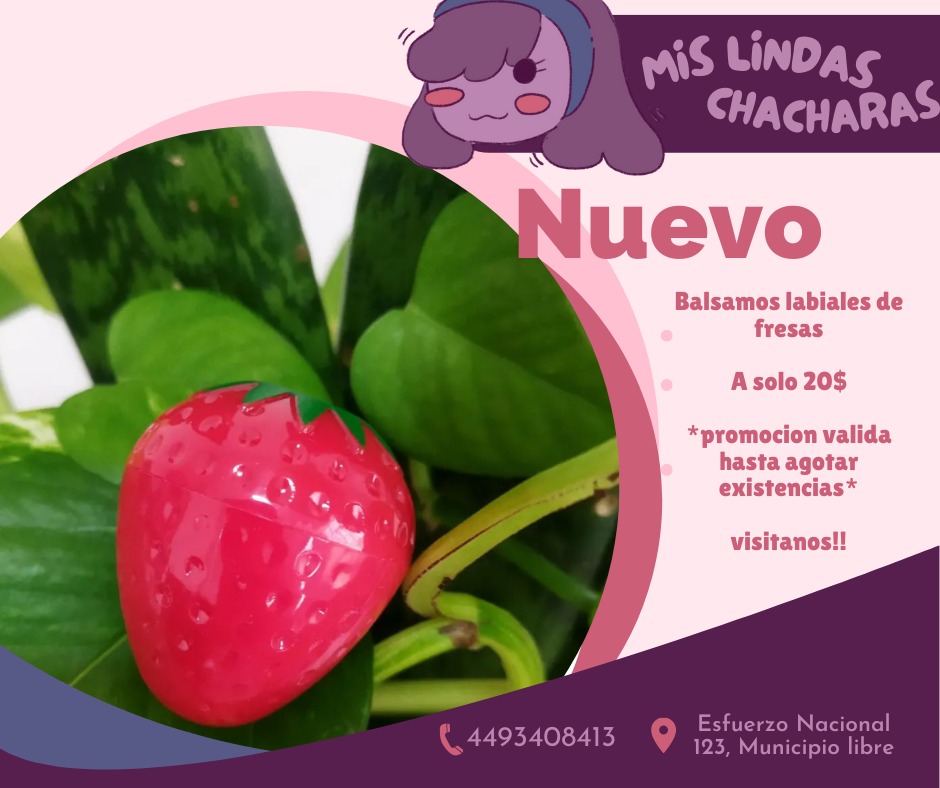 MiS LiNDAS
CHACHARAS
Nuevo
Balsamos labiales de
fresas
A solo 20$
*promocion valida
hasta agotar
existencias*
visitanos!!
4493408413
Esfuerzo Nacional
123, Municipio libre